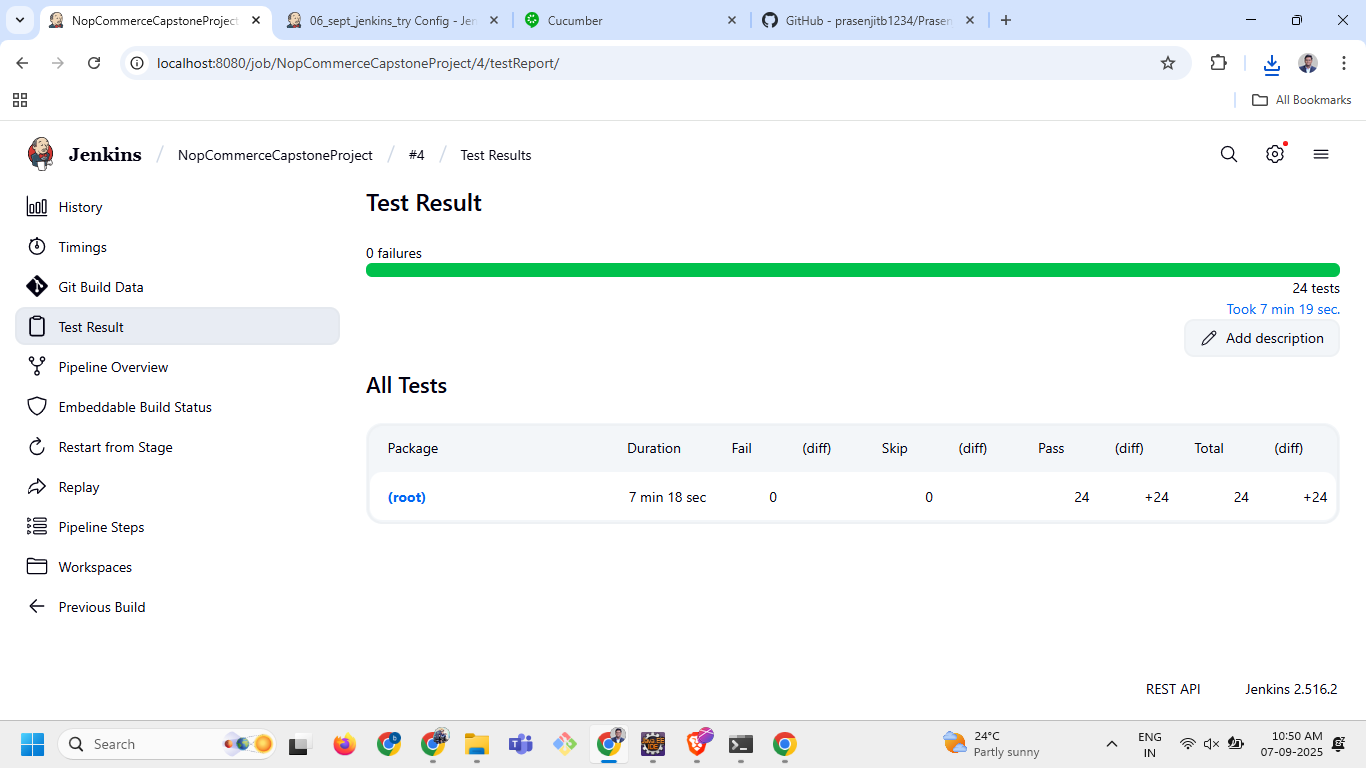 NopCommerceCapstoneProject
06_sept_jenkins_try Config - Jen
Cucumber
GitHub - prasenjitb1234/Prasen
localhost:8080/job/NopCommerceCapstoneProject/4/testReport/
All Bookmarks
Jenkins / NopCommerceCapstoneProject / #4 / Test Results
History
Timings
Git Build Data
Test Result
Pipeline Overview
Embeddable Build Status
Restart from Stage
Replay
Pipeline Steps
Workspaces
Previous Build
Test Result
0 failures
24 tests
Took 7 min 19 sec.
Add description
All Tests
Package Duration Fail (diff) Skip (diff) Pass (diff) Total (diff)
(root) 7 min 18 sec 0 0 24 +24 24 +24
REST API Jenkins 2.516.2
Search
24°C
Partly sunny
ENG
IN
10:50 AM
07-09-2025